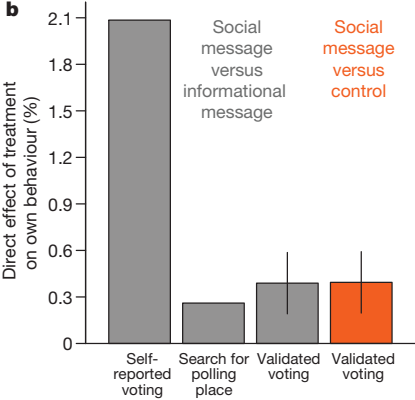 b
Direct effect of treatment
on own behaviour (%)
2.1
1.8
1.5
1.2
0.9
0.6
0.3
0
Social
message
versus
informational
message
Social
message
versus
control
Self-
reported
voting
Search for
polling
place
Validated
voting
Validated
voting